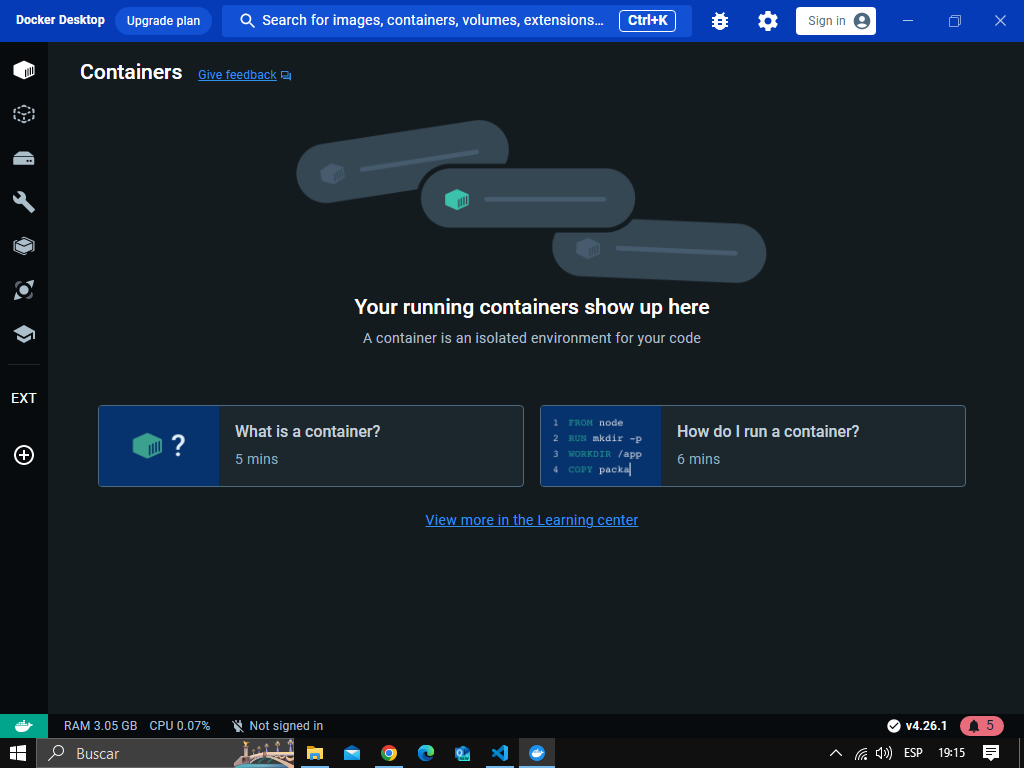 Docker Desktop
Upgrade plan
Search for images, containers, volumes, extensions…
Ctrl+K
Sign in
Containers
Give feedback
Your running containers show up here
A container is an isolated environment for your code
?
What is a container?
5 mins
1 FROM node
2 RUN mkdir -p
3 WORKDIR /app
4 COPY packa
How do I run a container?
6 mins
View more in the Learning center
EXT
RAM 3.05 GB CPU 0.07% Not signed in
v4.26.1
5
Buscar
ESP
19:15